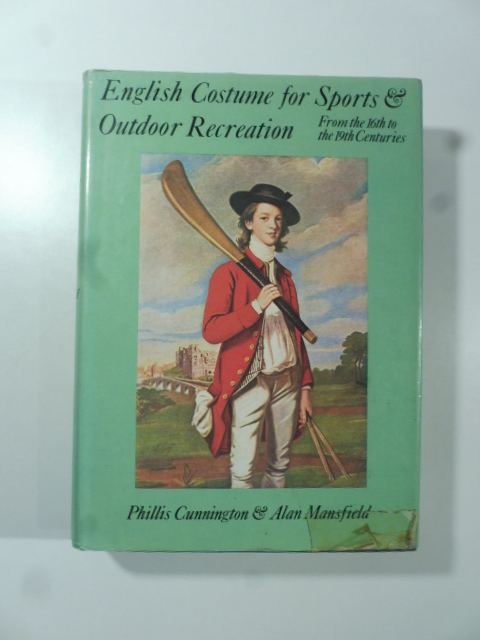 English Costume for Sports &
Outdoor Recreation
From the 16th to
the 19th Centuries
Phillis Cunnington & Alan Mansfield